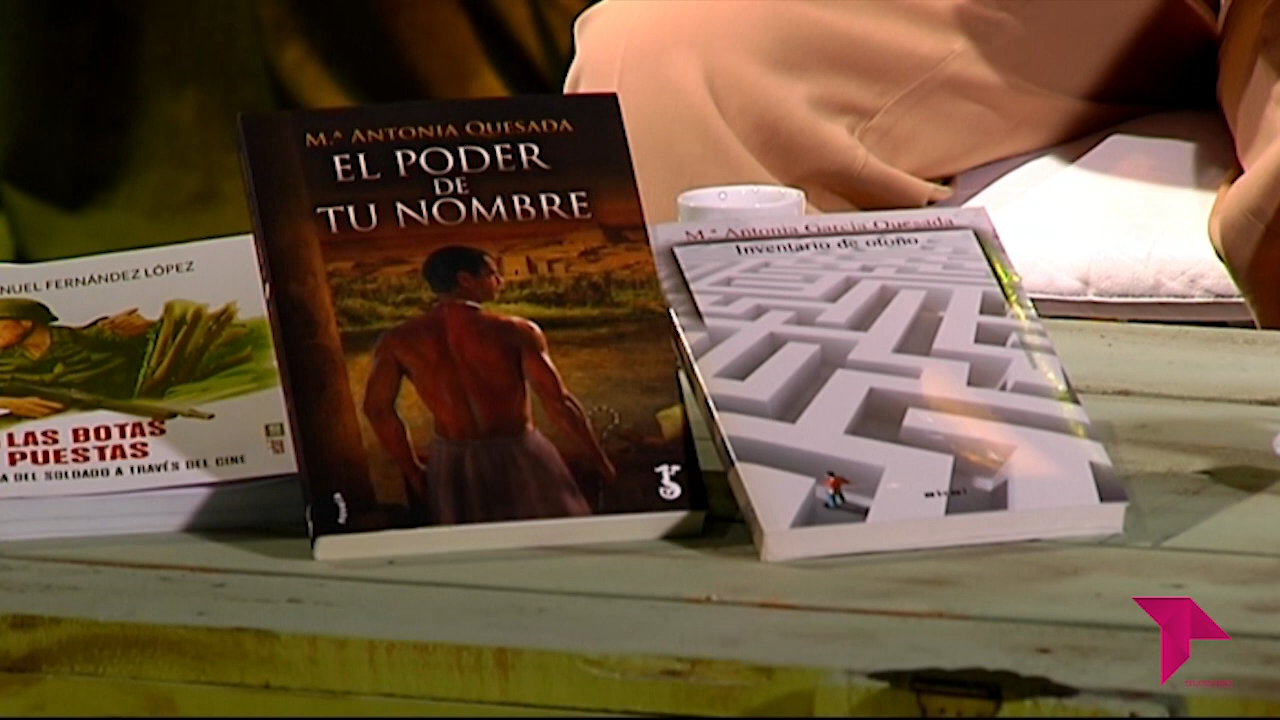 NUEL FERNÁNDEZ LÓPEZ
LAS BOTAS
PUESTAS
A DEL SOLDADO A TRAVÉS DEL CINE
M.ª ANTONIA QUESADA
EL PODER
DE
TU NOMBRE
M.ª Antonia García Quesada
Inventario de otoño